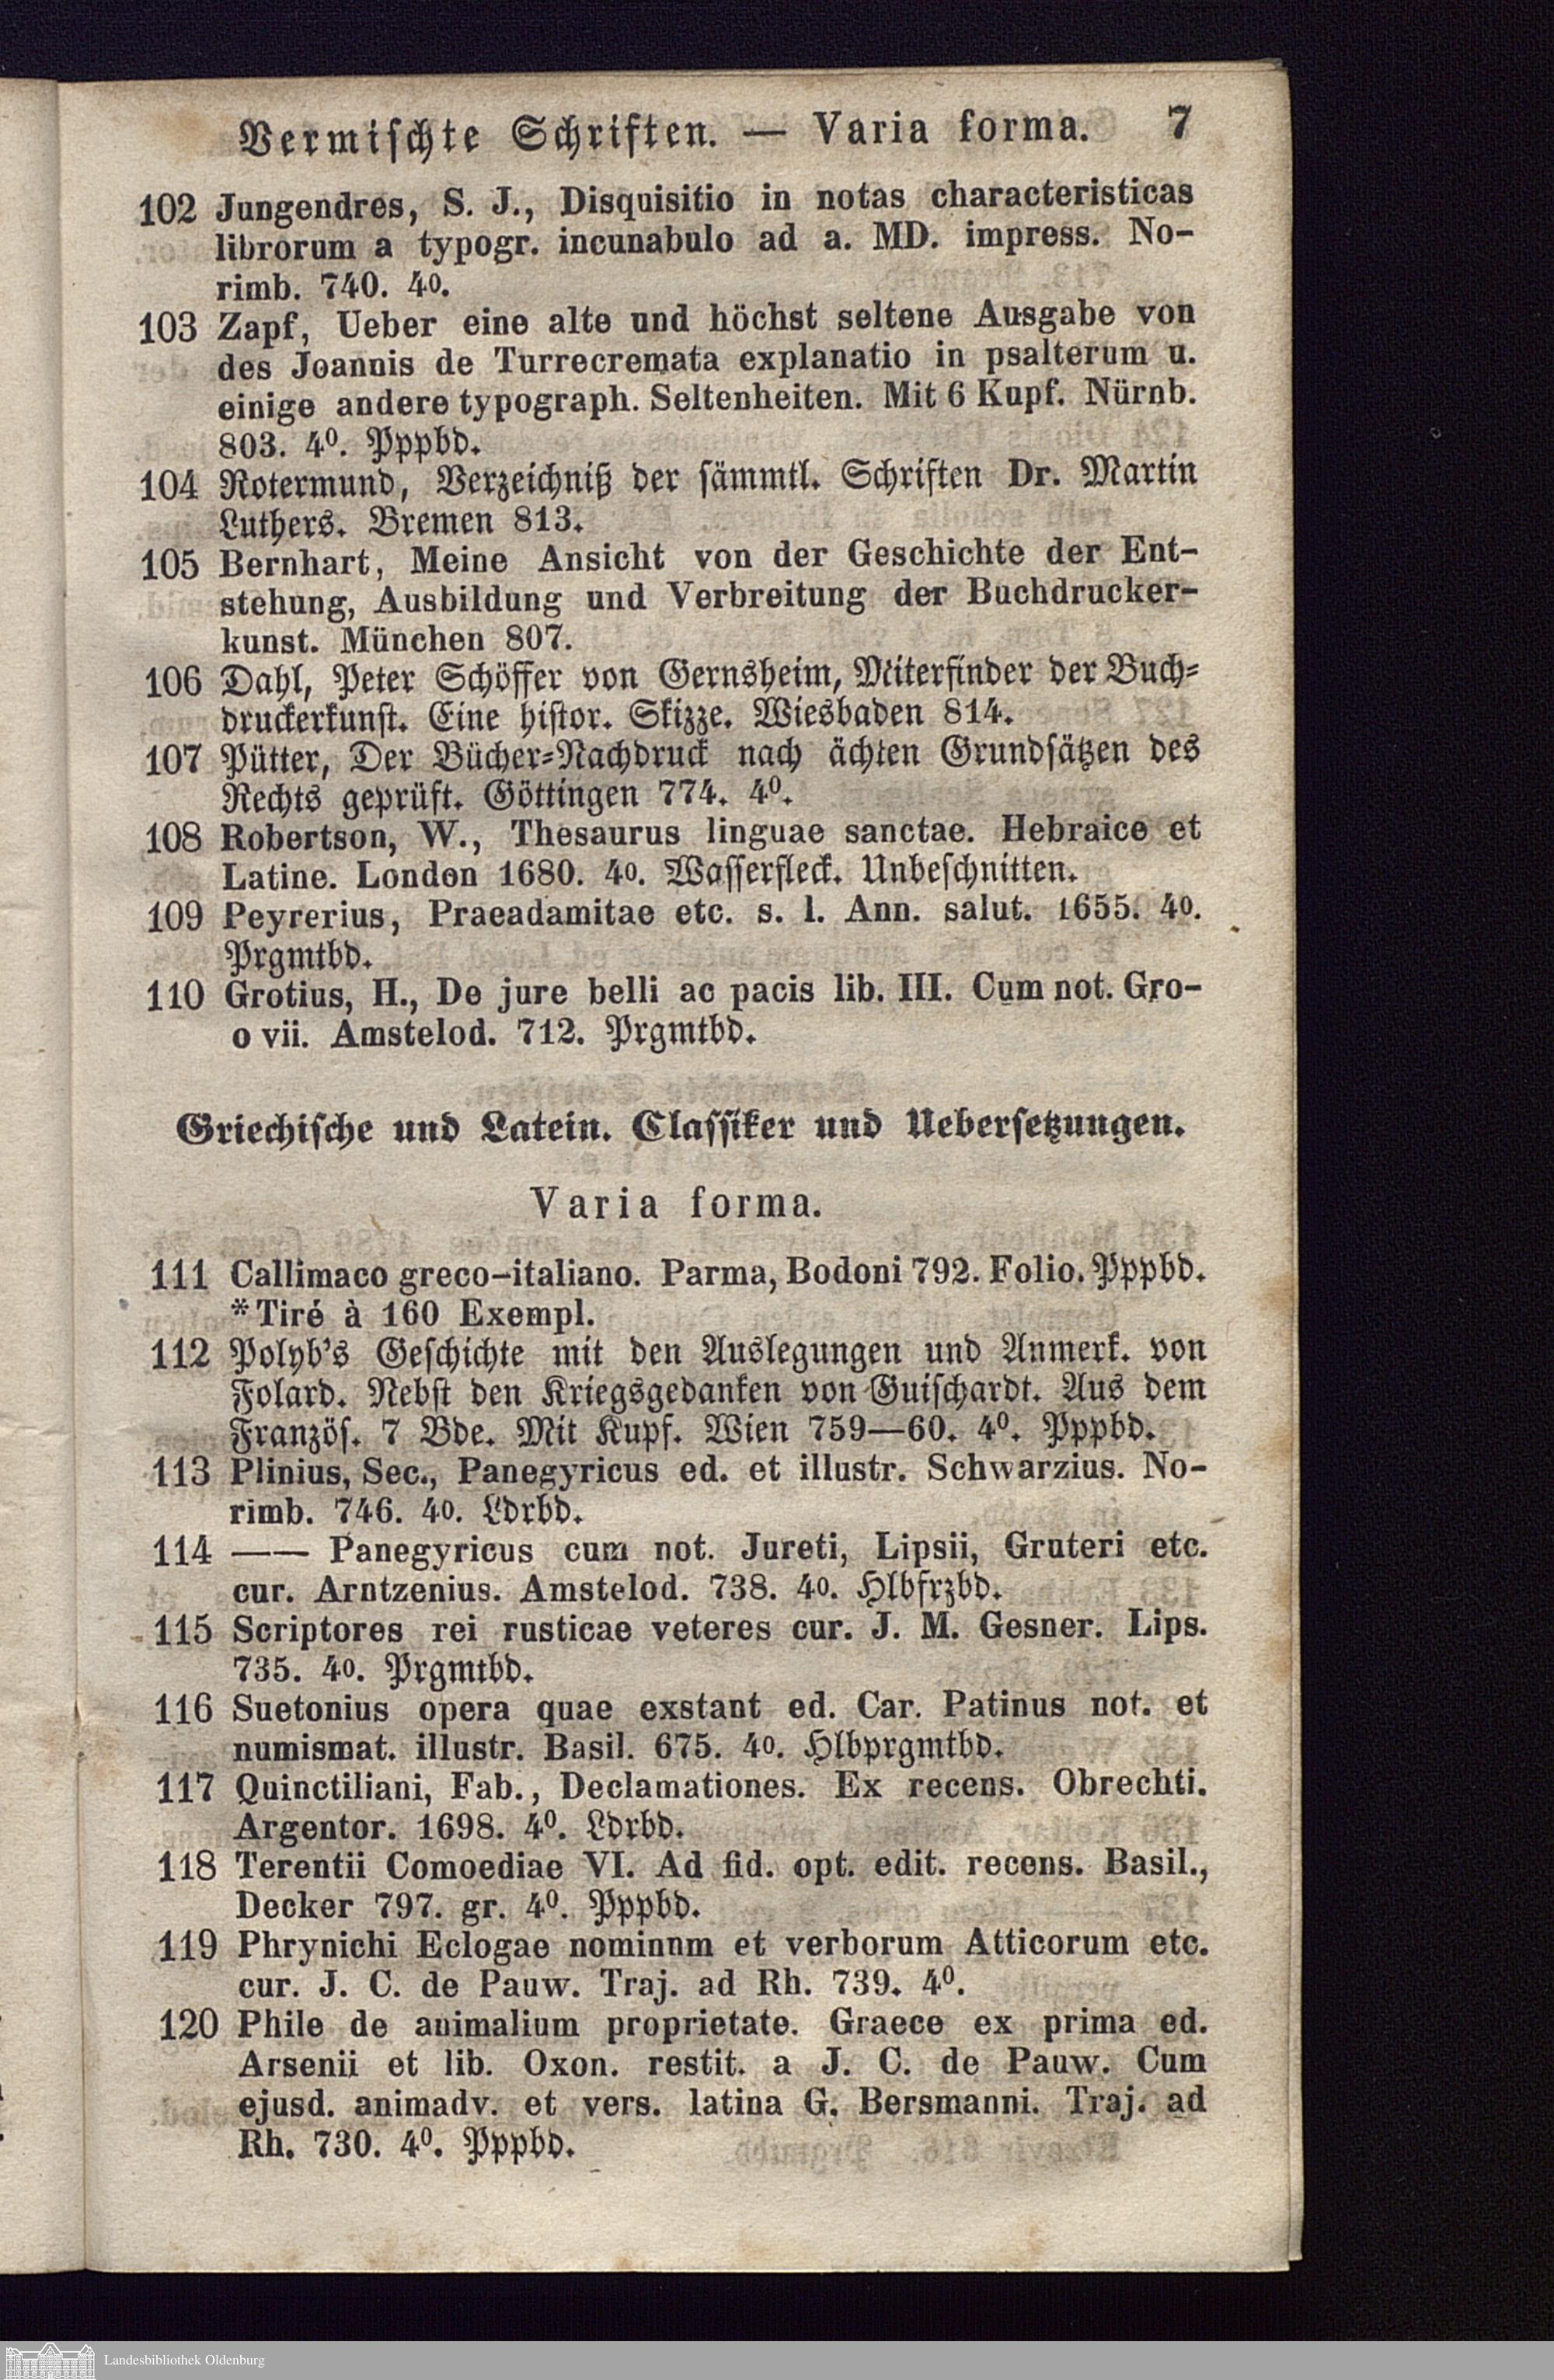 Vermischte Schriften. — Varia forma. 7
102 Jungendres, S. J., Disquisitio in notas characteristicas
librorum a typogr. incunabulo ad a. MD. impress. No-
rimb. 740. 4o.
103 Zapf, Ueber eine alte und höchst seltene Ausgabe von
des Joannis de Turrecremata explanatio in psalterum u.
einige andere typograph. Seltenheiten. Mit 6 Kupf. Nürnb.
803. 4⁰. Pppbd.
104 Rotermund, Verzeichniß der sämmtl. Schriften Dr. Martin
Luthers. Bremen 813.
105 Bernhart, Meine Ansicht von der Geschichte der Ent-
stehung, Ausbildung und Verbreitung der Buchdrucker-
kunst. München 807.
106 Dahl, Peter Schöffer von Gernsheim, Miterfinder der Buch-
druckerkunst. Eine histor. Skizze. Wiesbaden 814.
107 Pütter, Der Bücher-Nachdruck nach ächten Grundsätzen des
Rechts geprüft. Göttingen 774. 4⁰.
108 Robertson, W., Thesaurus linguae sanctae. Hebraice et
Latine. London 1680. 4o. Wasserfleck. Unbeschnitten.
109 Peyrerius, Praeadamitae etc. s. l. Ann. salut. 1655. 4o.
Prgmtbd.
110 Grotius, H., De jure belli ac pacis lib. III. Cum not. Gro-
o vii. Amstelod. 712. Prgmtbd.
Griechische und Latein. Classiker und Uebersetzungen.
Varia forma.
111 Callimaco greco-italiano. Parma, Bodoni 792. Folio. Pppbd.
*Tiré à 160 Exempl.
112 Polyb's Geschichte mit den Auslegungen und Anmerk. von
Folard. Nebst den Kriegsgedanken von Guischardt. Aus dem
Französ. 7 Bde. Mit Kupf. Wien 759—60. 4⁰. Pppbd.
113 Plinius, Sec., Panegyricus ed. et illustr. Schwarzius. No-
rimb. 746. 4o. Ldrbd.
114 —— Panegyricus cum not. Jureti, Lipsii, Gruteri etc.
cur. Arntzenius. Amstelod. 738. 4o. Hlbfrzbd.
115 Scriptores rei rusticae veteres cur. J. M. Gesner. Lips.
735. 4o. Prgmtbd.
116 Suetonius opera quae exstant ed. Car. Patinus not. et
numismat. illustr. Basil. 675. 4o. Hlbprgmtbd.
117 Quinctiliani, Fab., Declamationes. Ex recens. Obrechti.
Argentor. 1698. 4⁰. Ldrbd.
118 Terentii Comoediae VI. Ad fid. opt. edit. recens. Basil.,
Decker 797. gr. 4⁰. Pppbd.
119 Phrynichi Eclogae nominnm et verborum Atticorum etc.
cur. J. C. de Pauw. Traj. ad Rh. 739. 4⁰.
120 Phile de animalium proprietate. Graece ex prima ed.
Arsenii et lib. Oxon. restit. a J. C. de Pauw. Cum
ejusd. animadv. et vers. latina G. Bersmanni. Traj. ad
Rh. 730. 4⁰. Pppbd.
Landesbibliothek Oldenburg